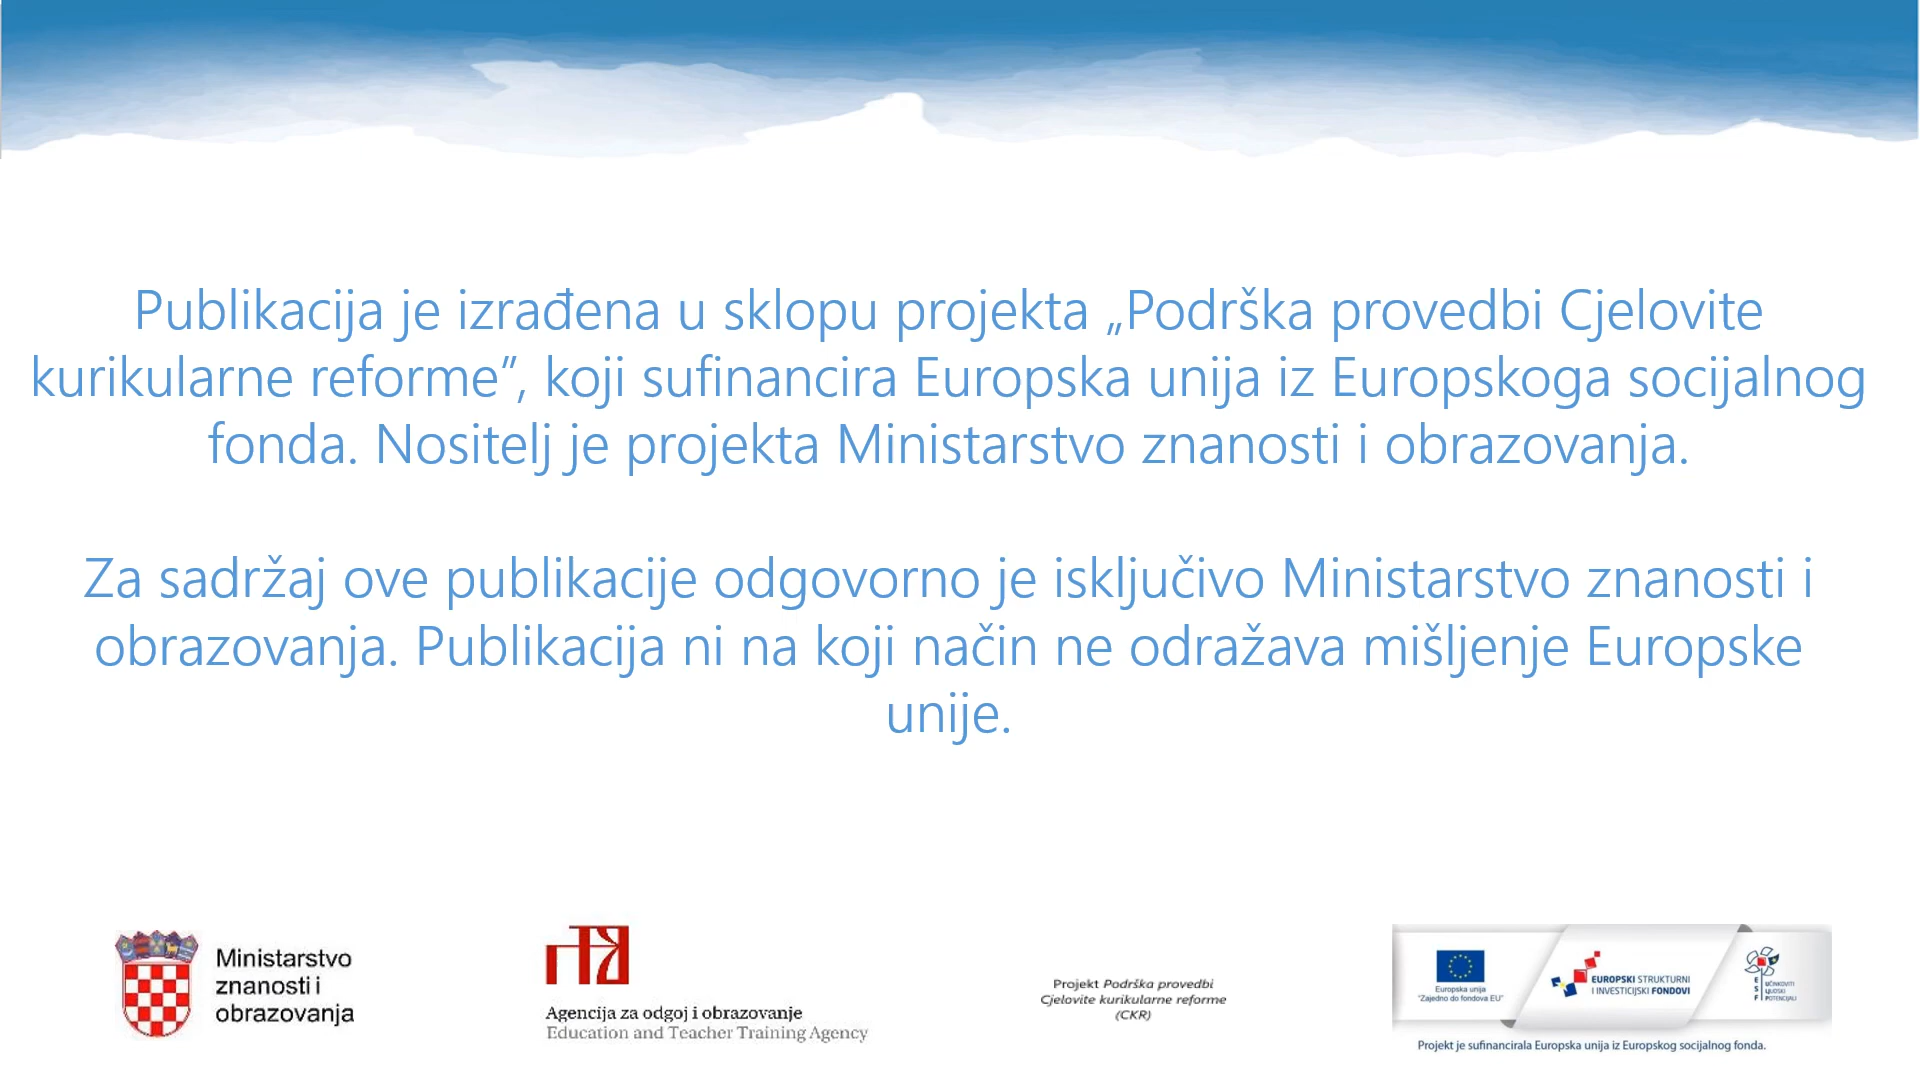 Publikacija je izrađena u sklopu projekta „Podrška provedbi Cjelovite
kurikularne reforme”, koji sufinancira Europska unija iz Europskoga socijalnog
fonda. Nositelj je projekta Ministarstvo znanosti i obrazovanja.
Za sadržaj ove publikacije odgovorno je isključivo Ministarstvo znanosti i
obrazovanja. Publikacija ni na koji način ne odražava mišljenje Europske
unije.
Ministarstvo
znanosti i
obrazovanja
Agencija za odgoj i obrazovanje
Education and Teacher Training Agency
Projekt Podrška provedbi
Cjelovite kurikularne reforme
(CKR)
Europska unija
"Zajedno do fondova EU"
EUROPSKI STRUKTURNI
I INVESTICIJSKI FONDOVI
ESF
UČINKOVITI
LJUDSKI
POTENCIJALI
Projekt je sufinancirala Europska unija iz Europskog socijalnog fonda.